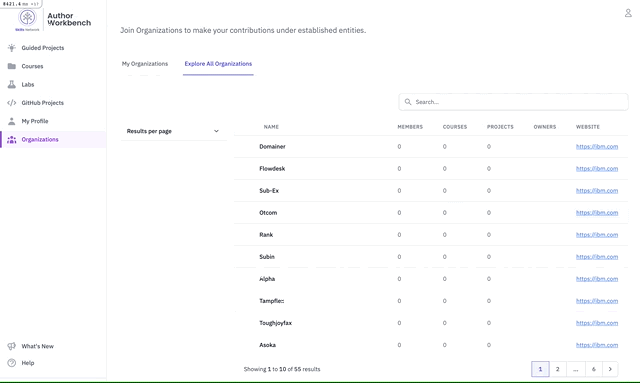 8421.4 ms ×1
Author Workbench
Skills Network
Join Organizations to make your contributions under established entities.
Guided Projects
Courses
Labs
GitHub Projects
My Profile
Organizations
What's New
Help
My Organizations
Explore All Organizations
Search...
Results per page
NAME MEMBERS COURSES PROJECTS OWNERS WEBSITE
Domainer 0 0 0 https://ibm.com
Flowdesk 0 0 0 https://ibm.com
Sub-Ex 0 0 0 https://ibm.com
Otcom 0 0 0 https://ibm.com
Rank 0 0 0 https://ibm.com
Subin 0 0 0 https://ibm.com
Alpha 0 0 0 https://ibm.com
Tampflex 0 0 0 https://ibm.com
Toughjoyfax 0 0 0 https://ibm.com
Asoka 0 0 0 https://ibm.com
Showing 1 to 10 of 55 results
1 2 ... 6